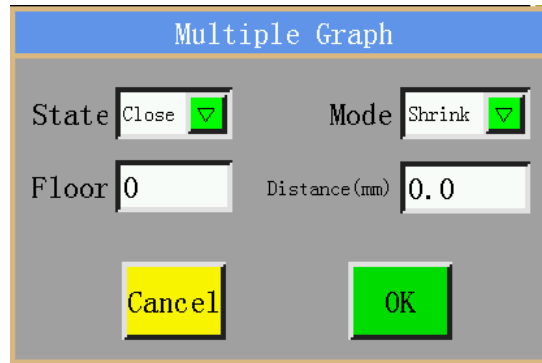 Multiple Graph
State Close Mode Shrink
Floor 0 Distance(mm) 0.0
Cancel OK